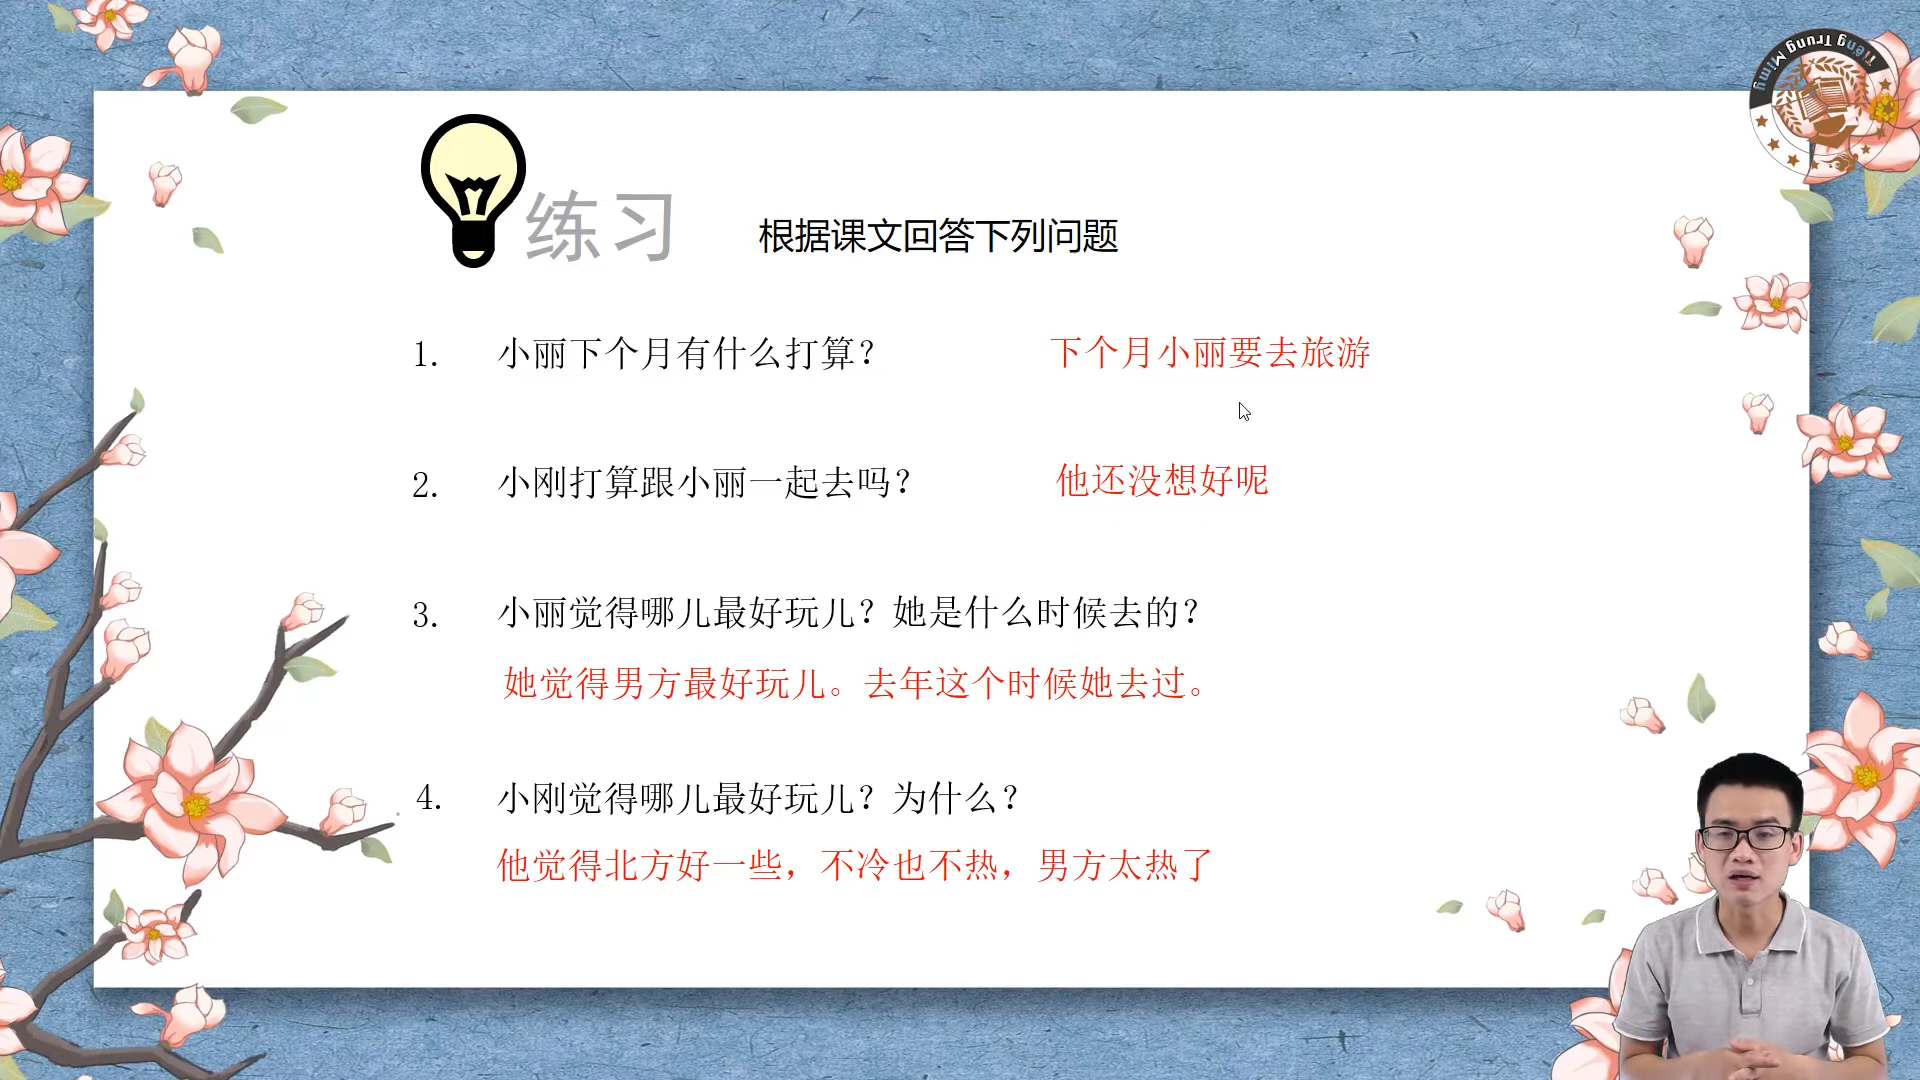 Tiếng Trung Mimy
练习
根据课文回答下列问题
1. 小丽下个月有什么打算？ 下个月小丽要去旅游
2. 小刚打算跟小丽一起去吗？ 他还没想好呢
3. 小丽觉得哪儿最好玩儿？她是什么时候去的？
她觉得男方最好玩儿。去年这个时候她去过。
4. 小刚觉得哪儿最好玩儿？为什么？
他觉得北方好一些，不冷也不热，男方太热了